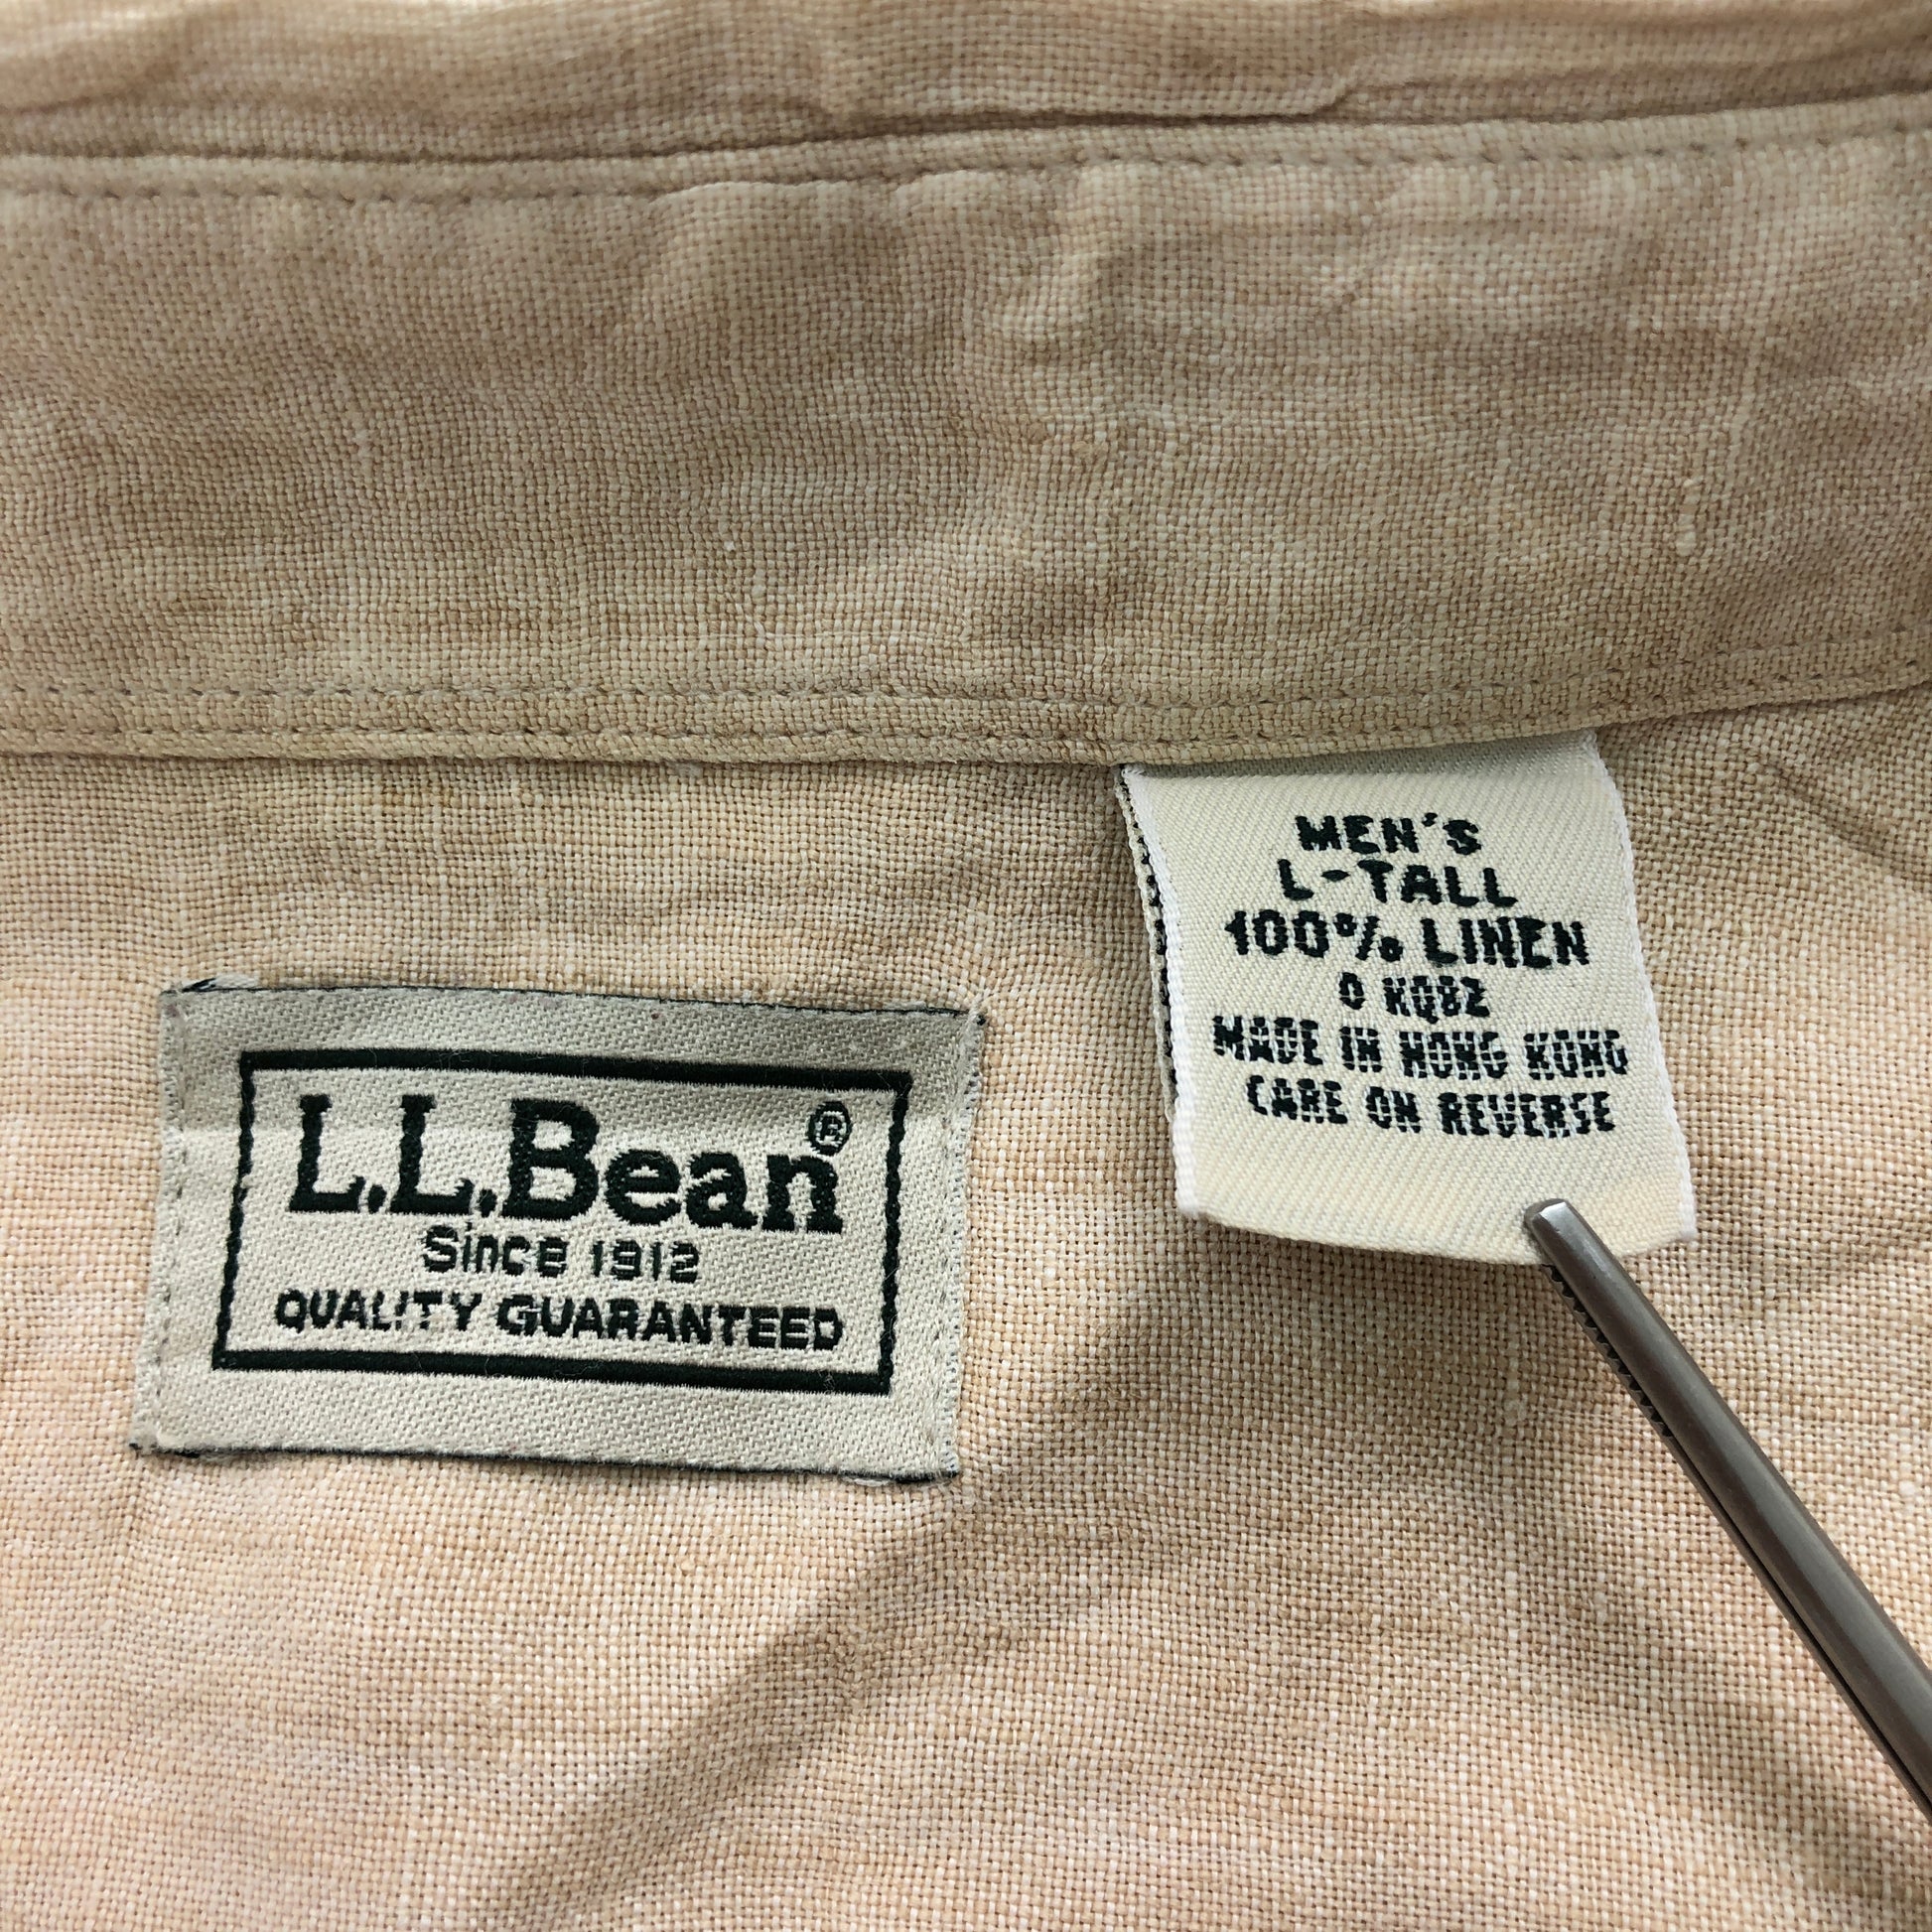 L.L.Bean®
Since 1912
QUALITY GUARANTEED
MEN'S
L-TALL
100% LINEN
0 KQ82
MADE IN HONG KONG
CARE ON REVERSE